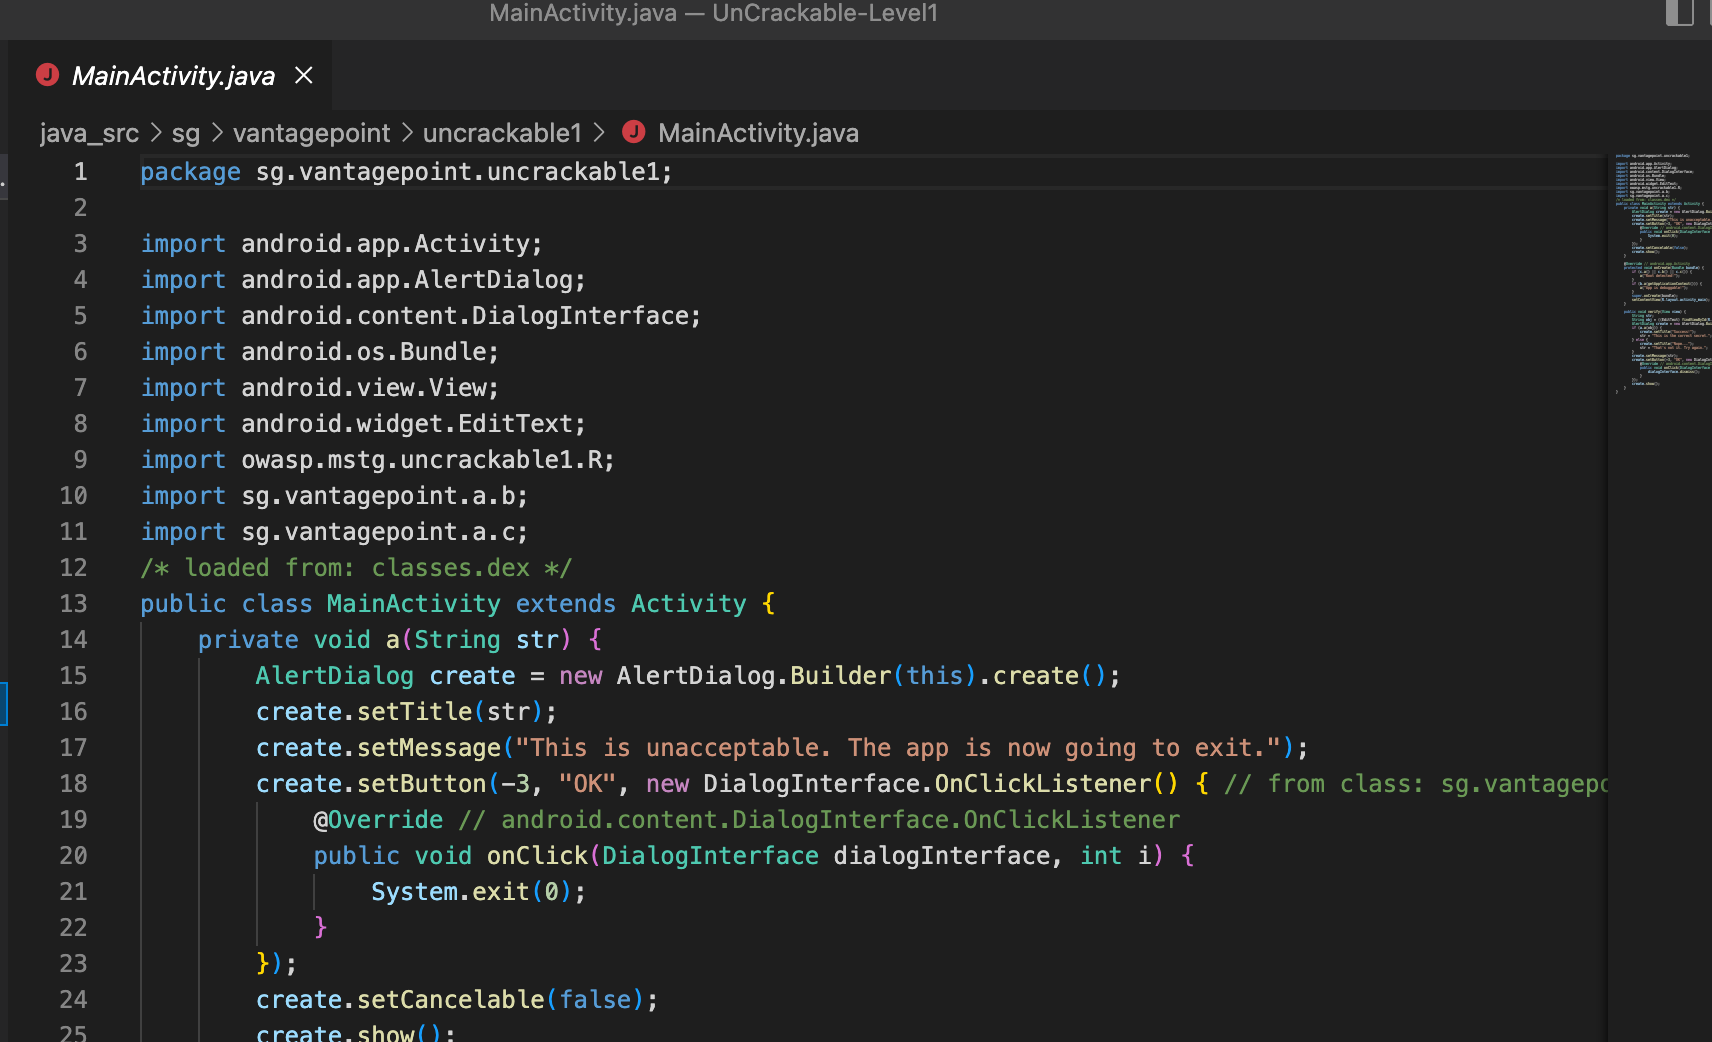 MainActivity.java — UnCrackable-Level1
MainActivity.java
java_src > sg > vantagepoint > uncrackable1 > J MainActivity.java
1 package sg.vantagepoint.uncrackable1;
2
3 import android.app.Activity;
4 import android.app.AlertDialog;
5 import android.content.DialogInterface;
6 import android.os.Bundle;
7 import android.view.View;
8 import android.widget.EditText;
9 import owasp.mstg.uncrackable1.R;
10 import sg.vantagepoint.a.b;
11 import sg.vantagepoint.a.c;
12 /* loaded from: classes.dex */
13 public class MainActivity extends Activity {
14     private void a(String str) {
15         AlertDialog create = new AlertDialog.Builder(this).create();
16         create.setTitle(str);
17         create.setMessage("This is unacceptable. The app is now going to exit.");
18         create.setButton(-3, "OK", new DialogInterface.OnClickListener() { // from class: sg.vantagepo
19             @Override // android.content.DialogInterface.OnClickListener
20             public void onClick(DialogInterface dialogInterface, int i) {
21                 System.exit(0);
22             }
23         });
24         create.setCancelable(false);
25         create.show();